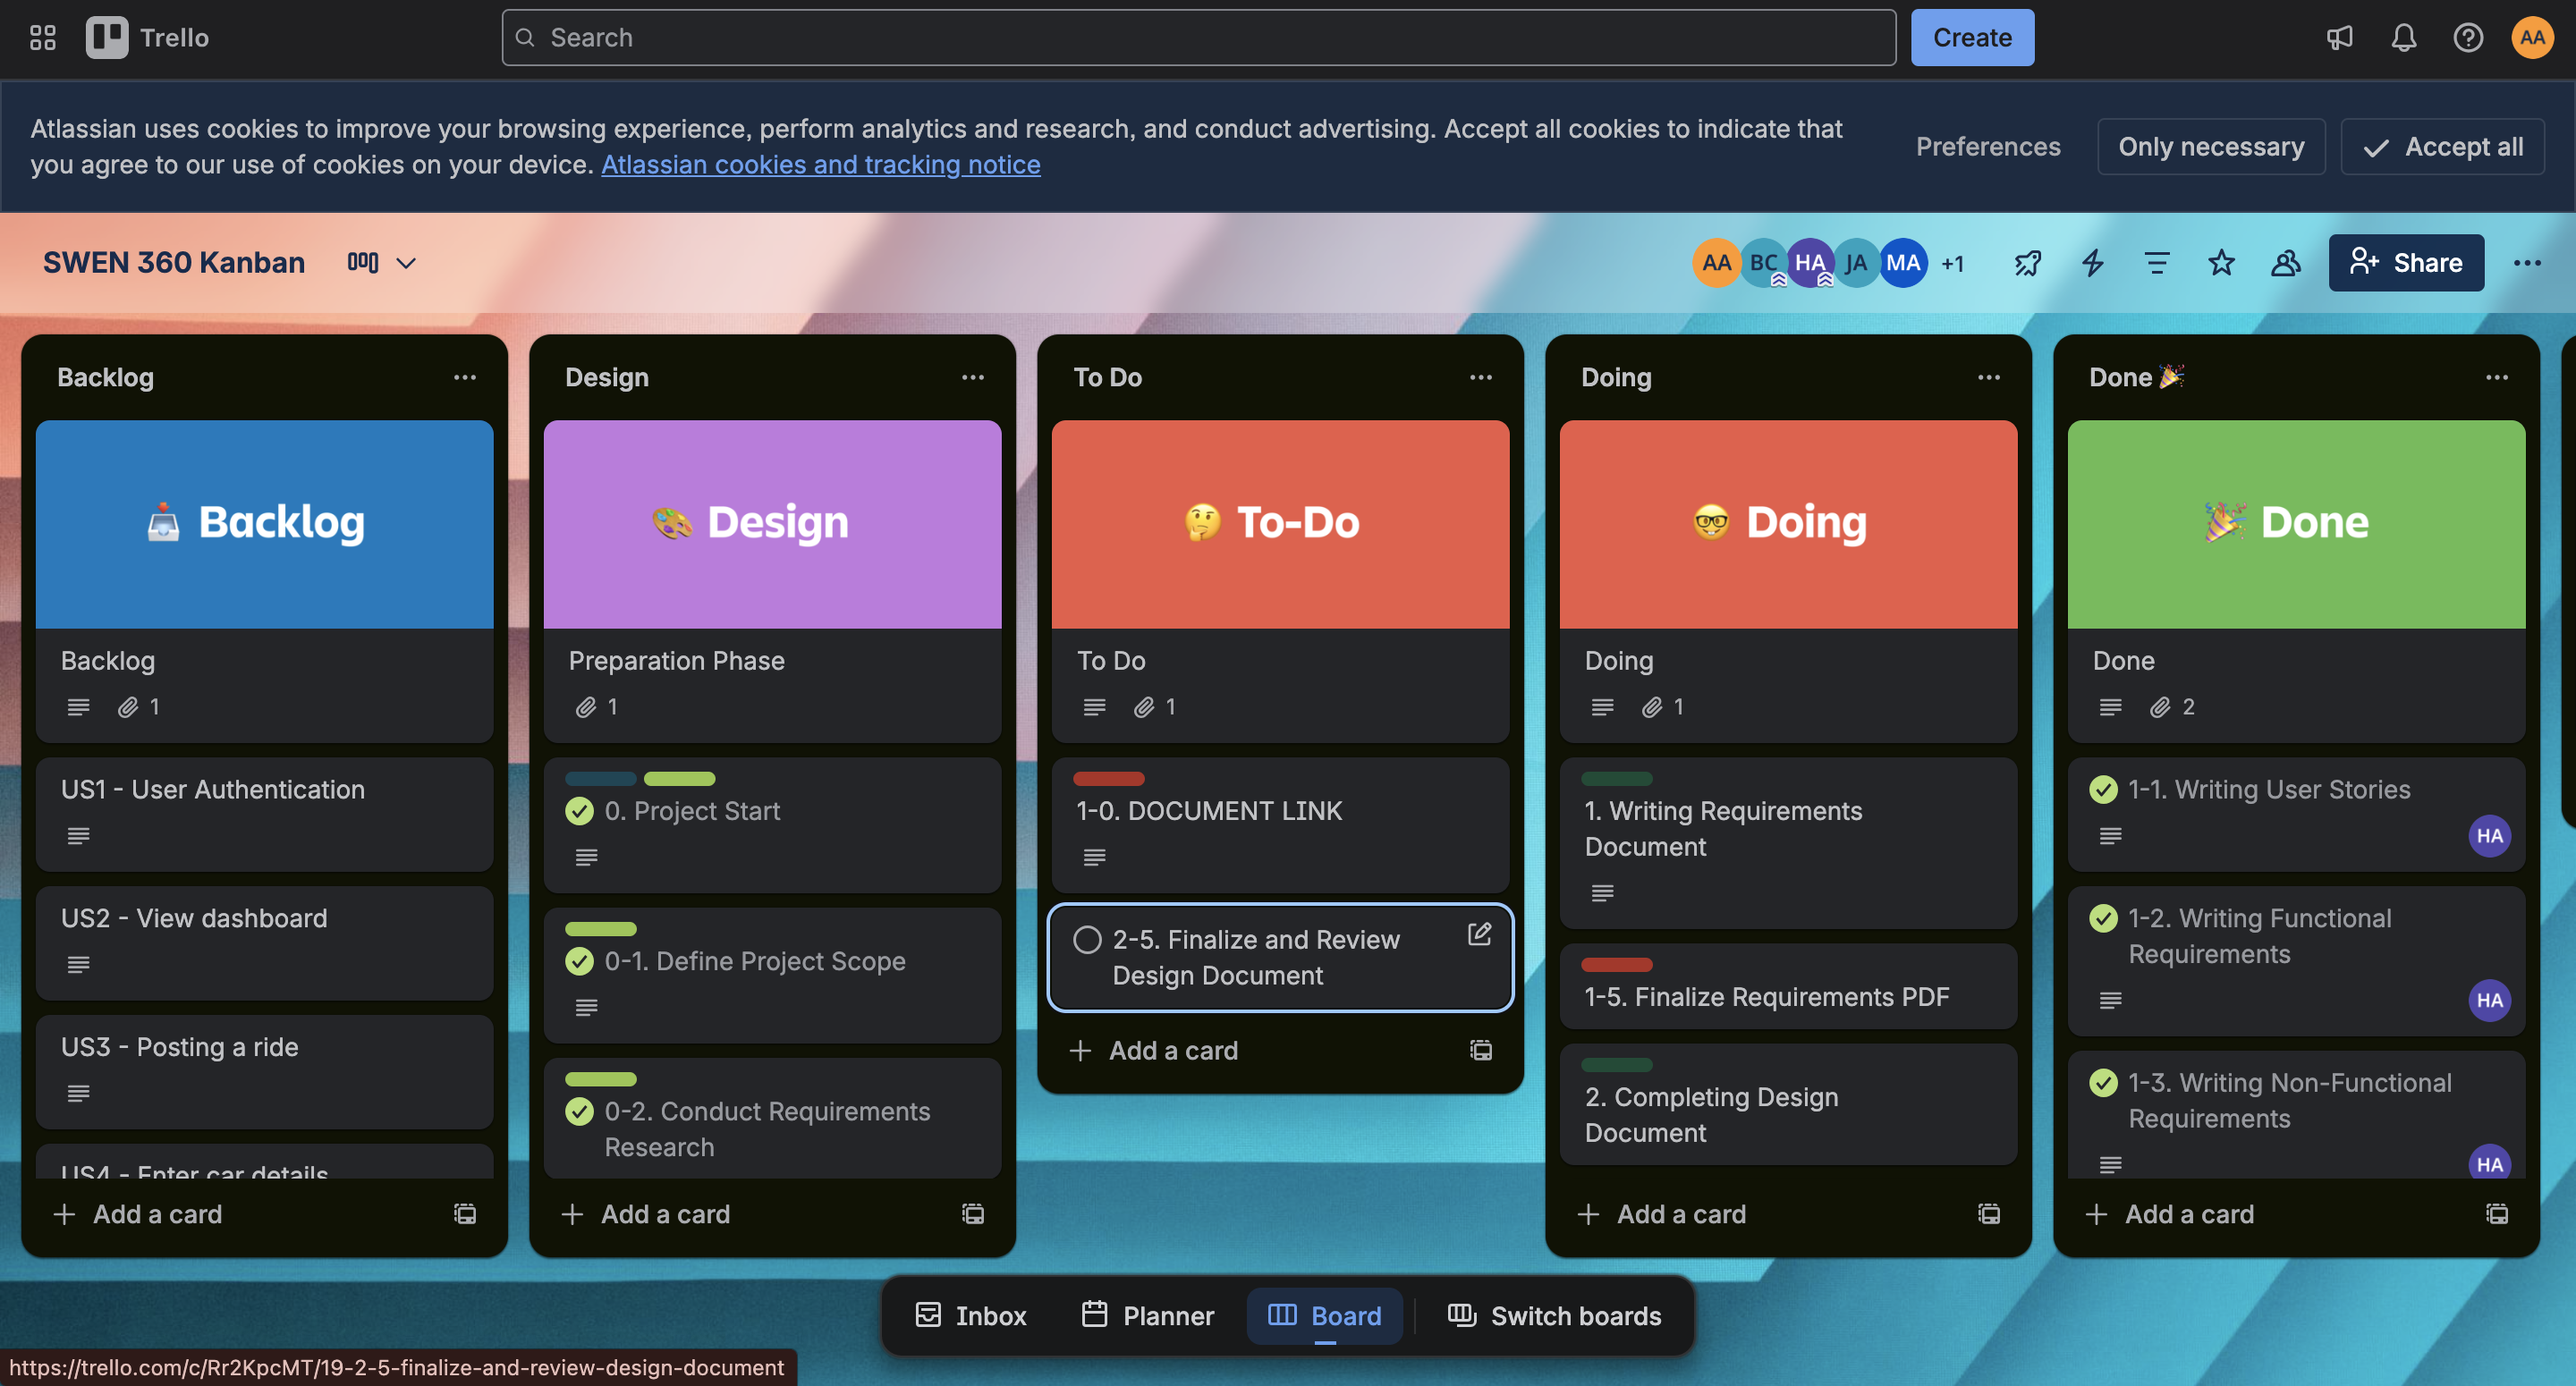 Trello
Search
Create
AA
Atlassian uses cookies to improve your browsing experience, perform analytics and research, and conduct advertising. Accept all cookies to indicate that
you agree to our use of cookies on your device. Atlassian cookies and tracking notice
Preferences
Only necessary
Accept all
SWEN 360 Kanban
AA
BC
HA
JA
MA
+1
Share
Backlog
📥 Backlog
Backlog
1
US1 - User Authentication
US2 - View dashboard
US3 - Posting a ride
US4 - Enter car details
Add a card
Design
🎨 Design
Preparation Phase
1
0. Project Start
0-1. Define Project Scope
0-2. Conduct Requirements
Research
Add a card
To Do
🤔 To-Do
To Do
1
1-0. DOCUMENT LINK
2-5. Finalize and Review
Design Document
Add a card
Doing
🤓 Doing
Doing
1
1. Writing Requirements
Document
1-5. Finalize Requirements PDF
2. Completing Design
Document
Add a card
Done 🎉
🎉 Done
Done
2
1-1. Writing User Stories
HA
1-2. Writing Functional
Requirements
HA
1-3. Writing Non-Functional
Requirements
HA
Add a card
Inbox
Planner
Board
Switch boards
https://trello.com/c/Rr2KpcMT/19-2-5-finalize-and-review-design-document